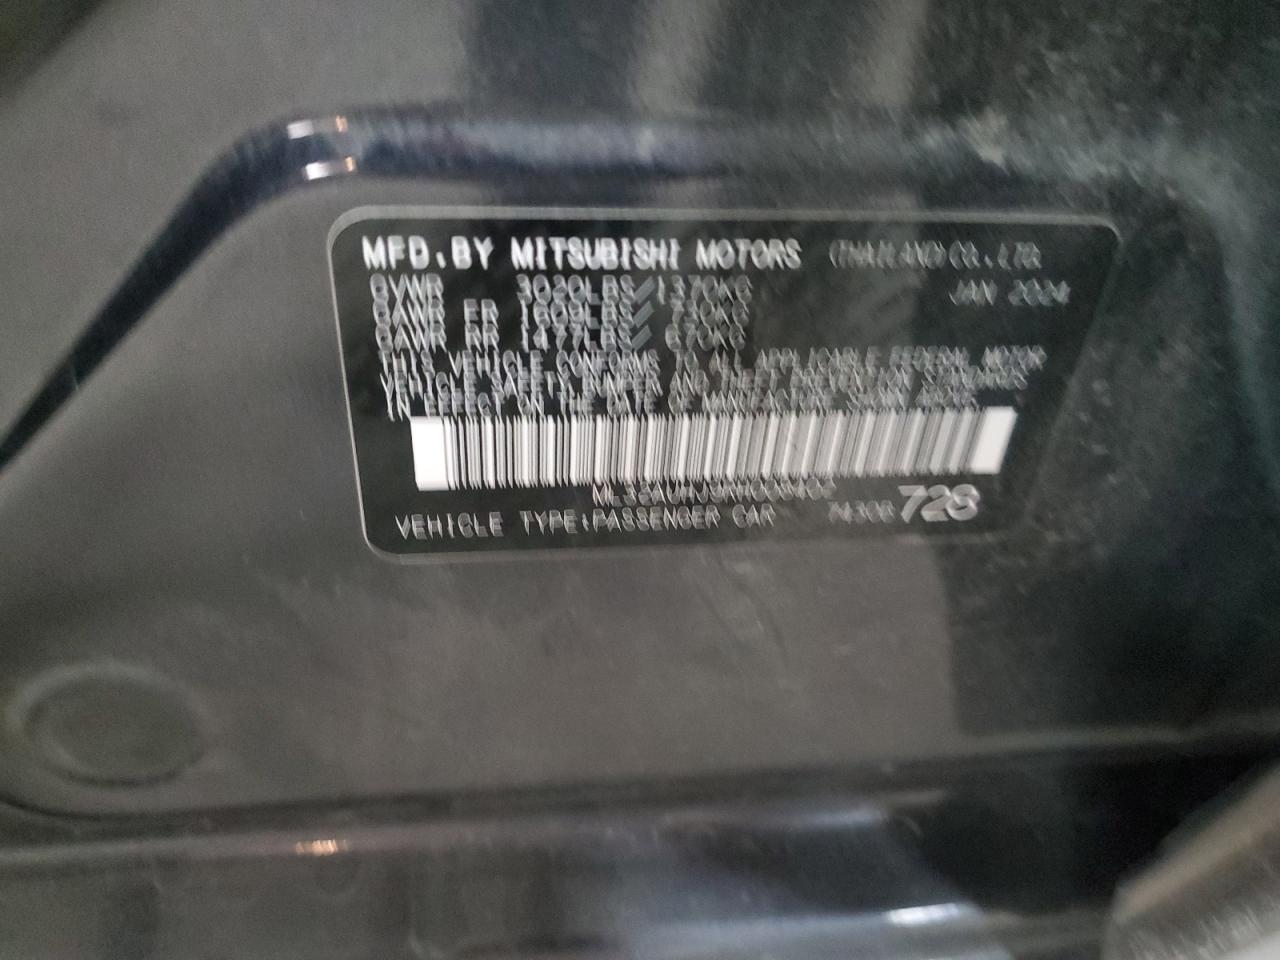 MFD.BY MITSUBISHI MOTORS (THAILAND) CO.,LTD.
GVWR 3020LBS/1370KG JAN 2024
GAWR FR 1609LBS/ 730KG
GAWR RR 1477LBS/ 670KG
THIS VEHICLE CONFORMS TO ALL APPLICABLE FEDERAL MOTOR
VEHICLE SAFETY, BUMPER AND THEFT PREVENTION STANDARDS
IN EFFECT ON THE DATE OF MANUFACTURE SHOWN ABOVE.
VEHICLE TYPE:PASSENGER CAR 728